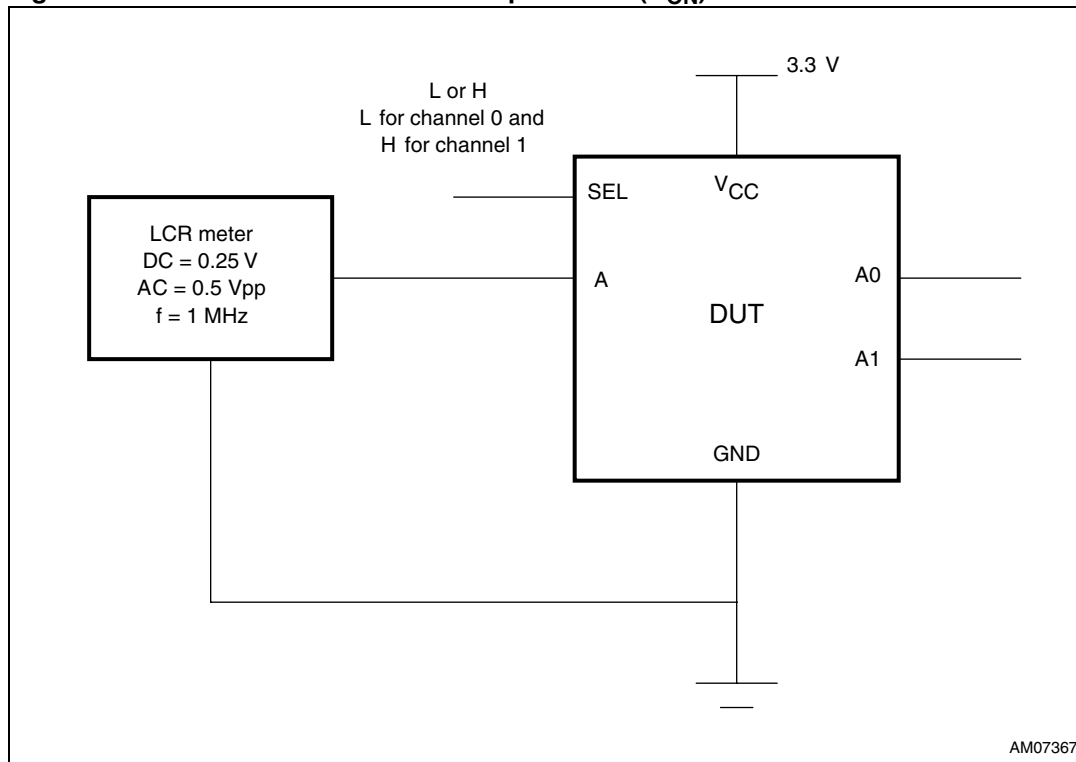 3.3 V
L or H
L for channel 0 and
H for channel 1
SEL
VCC
LCR meter
DC = 0.25 V
AC = 0.5 Vpp
f = 1 MHz
A
A0
DUT
A1
GND
AM07367